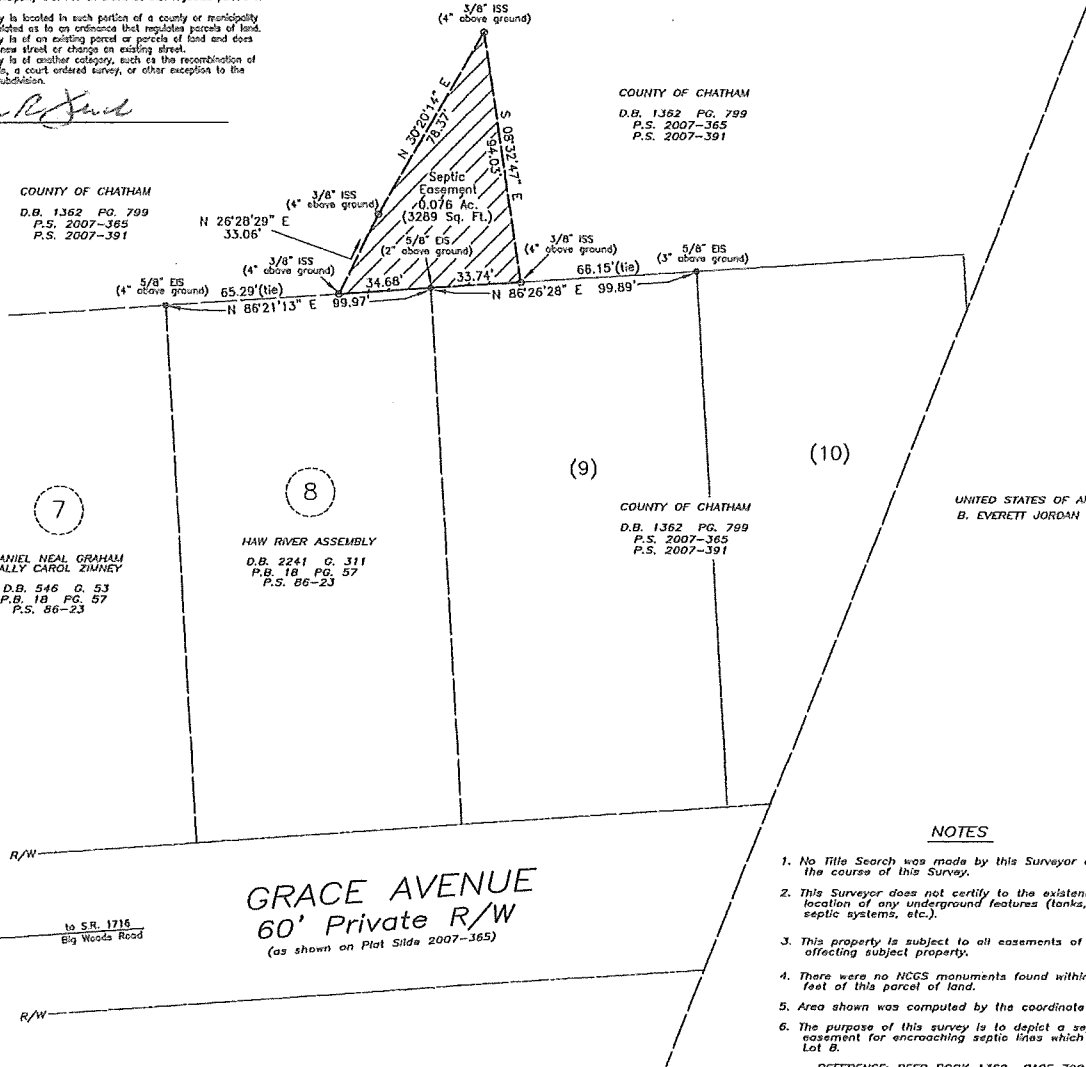 y is located in such portion of a county or municipality
ulated as to an ordinance that regulates parcels of land.
y is of an existing parcel or parcels of land and does
new street or change an existing street.
y is of another category, such as the recombination of
ls, a court ordered survey, or other exception to the
subdivision.
3/8" ISS
(4" above ground)
COUNTY OF CHATHAM
D.B. 1362 PG. 799
P.S. 2007-365
P.S. 2007-391
N 30°20'14" E
78.37'
S 08°32'47" E
94.03'
Septic
Easement
0.076 Ac.
(3289 Sq. Ft.)
COUNTY OF CHATHAM
D.B. 1362 PG. 799
P.S. 2007-365
P.S. 2007-391
3/8" ISS
(4" above ground)
N 26°28'29" E
33.06'
5/8" EIS
(2" above ground)
3/8" ISS
(4" above ground)
5/8" EIS
(3" above ground)
3/8" ISS
(4" above ground)
5/8" EIS
(4" above ground)
65.29'(tie)
34.68'
33.74'
66.15'(tie)
N 86°21'13" E 99.97'
N 86°26'28" E 99.89'
7
8
(9)
(10)
ANIEL NEAL GRAHAM
ALLY CAROL ZIMNEY
D.B. 546 G. 53
P.B. 18 PG. 57
P.S. 86-23
HAW RIVER ASSEMBLY
D.B. 2241 G. 311
P.B. 18 PG. 57
P.S. 86-23
COUNTY OF CHATHAM
D.B. 1362 PG. 799
P.S. 2007-365
P.S. 2007-391
UNITED STATES OF A
B. EVERETT JORDAN
R/W
GRACE AVENUE
60' Private R/W
(as shown on Plat Slide 2007-365)
to S.R. 1716
Big Woods Road
R/W
NOTES
1. No Title Search was made by this Surveyor
the course of this Survey.
2. This Surveyor does not certify to the existen
location of any underground features (tanks,
septic systems, etc.).
3. This property is subject to all easements of
affecting subject property.
4. There were no NCGS monuments found within
feet of this parcel of land.
5. Area shown was computed by the coordinate
6. The purpose of this survey is to depict a se
easement for encroaching septic lines which
Lot 8.
REFERENCE: DEED BOOK 1362, PAGE 799